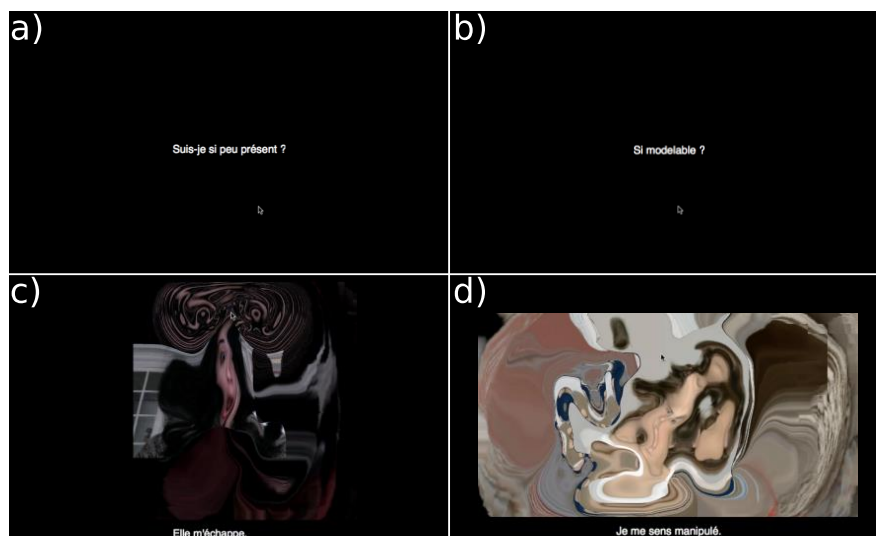 a)
b)
Suis-je si peu présent ?
Si modelable ?
c)
d)
Elle m'échappe.
Je me sens manipulé.